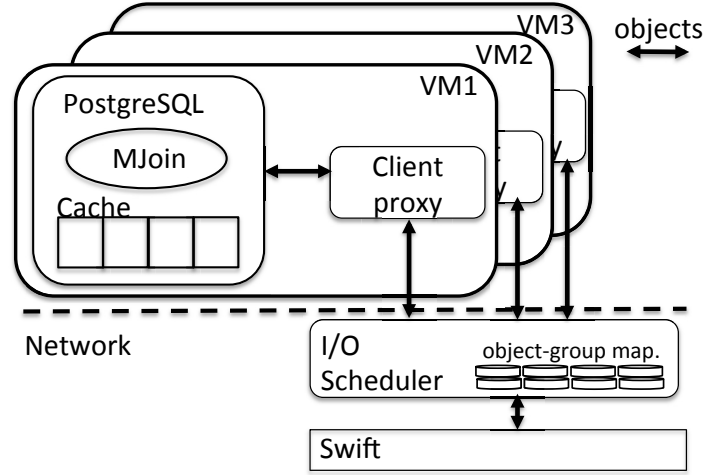 VM3
objects
VM2
VM1
PostgreSQL
MJoin
Client
proxy
Cache
Network
I/O
Scheduler
object-group map.
Swift